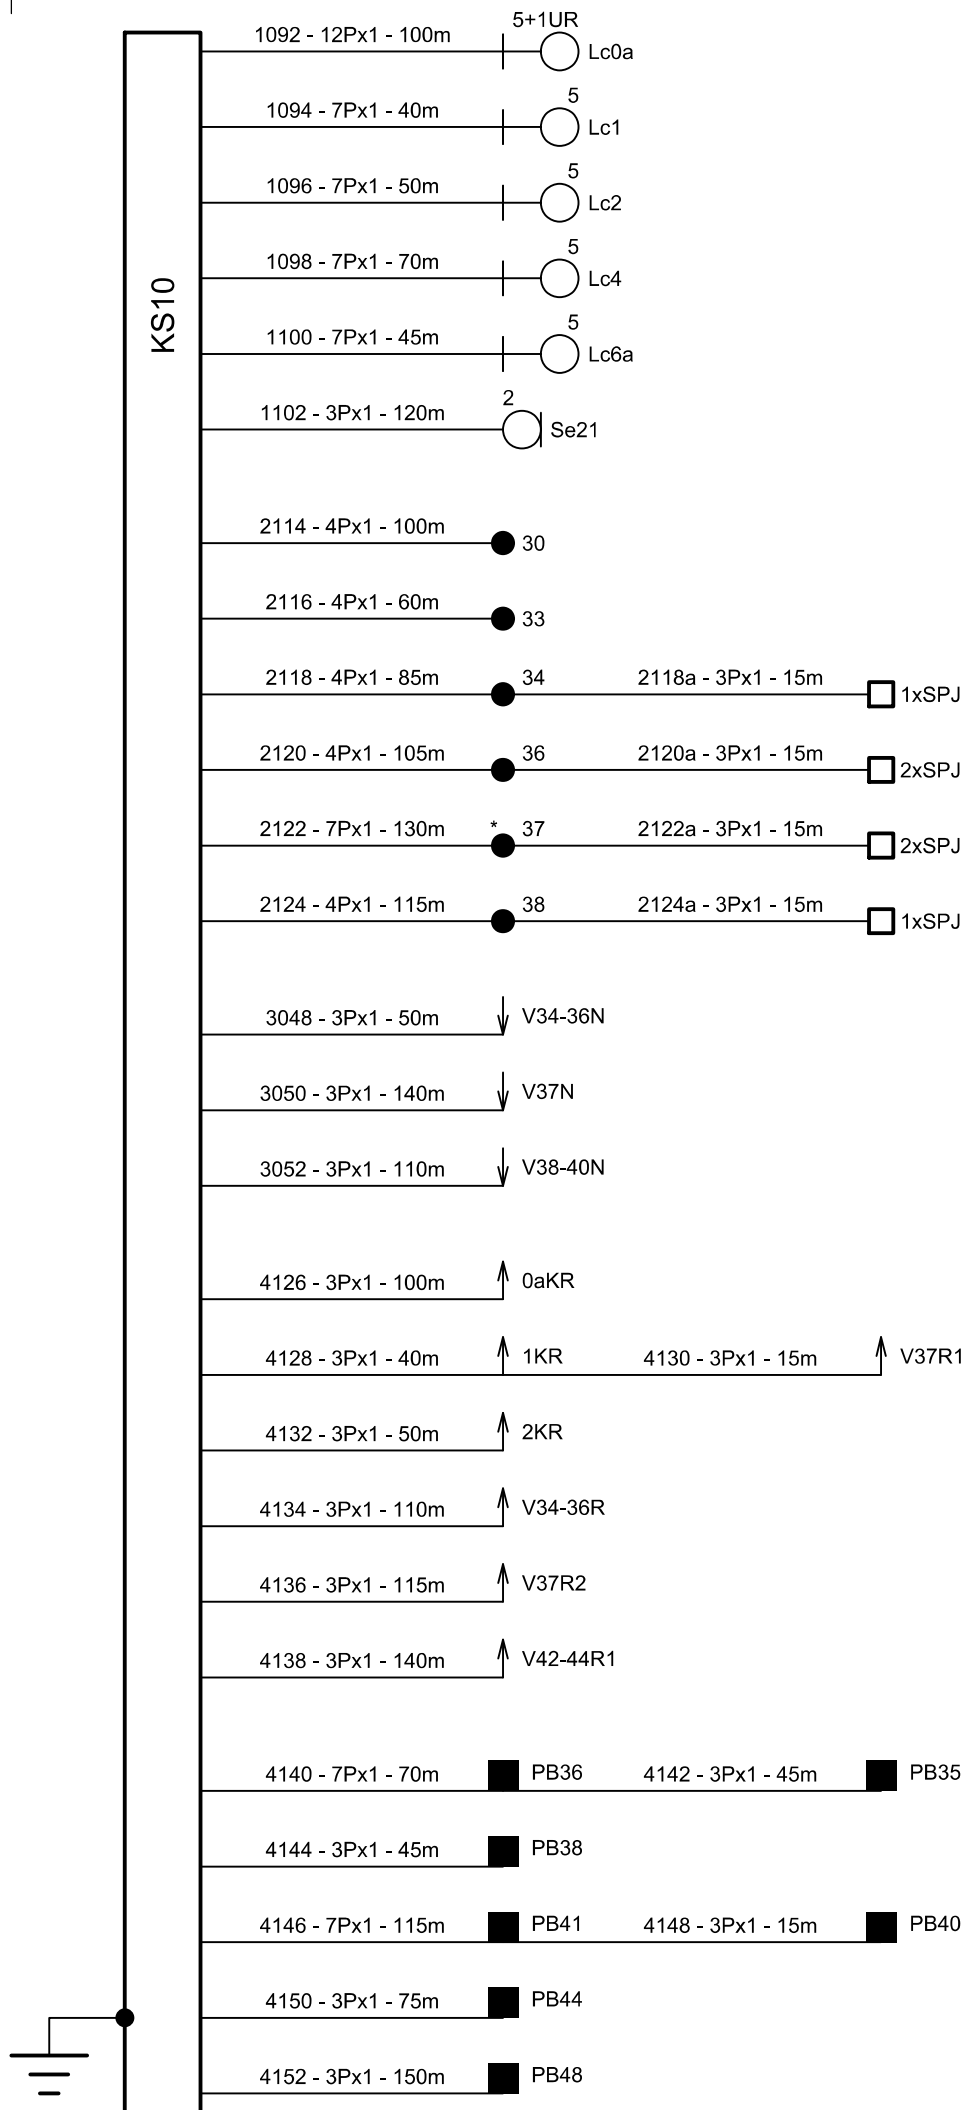 5+1UR
1092 - 12Px1 - 100m
Lc0a
5
1094 - 7Px1 - 40m
Lc1
5
1096 - 7Px1 - 50m
Lc2
5
1098 - 7Px1 - 70m
Lc4
KS10
5
1100 - 7Px1 - 45m
Lc6a
2
1102 - 3Px1 - 120m
Se21
2114 - 4Px1 - 100m
30
2116 - 4Px1 - 60m
33
2118 - 4Px1 - 85m 34 2118a - 3Px1 - 15m
1xSPJ
2120 - 4Px1 - 105m 36 2120a - 3Px1 - 15m
2xSPJ
2122 - 7Px1 - 130m * 37 2122a - 3Px1 - 15m
2xSPJ
2124 - 4Px1 - 115m 38 2124a - 3Px1 - 15m
1xSPJ
3048 - 3Px1 - 50m V34-36N
3050 - 3Px1 - 140m V37N
3052 - 3Px1 - 110m V38-40N
4126 - 3Px1 - 100m 0aKR
4128 - 3Px1 - 40m 1KR 4130 - 3Px1 - 15m V37R1
4132 - 3Px1 - 50m 2KR
4134 - 3Px1 - 110m V34-36R
4136 - 3Px1 - 115m V37R2
4138 - 3Px1 - 140m V42-44R1
4140 - 7Px1 - 70m PB36 4142 - 3Px1 - 45m PB35
4144 - 3Px1 - 45m PB38
4146 - 7Px1 - 115m PB41 4148 - 3Px1 - 15m PB40
4150 - 3Px1 - 75m PB44
4152 - 3Px1 - 150m PB48